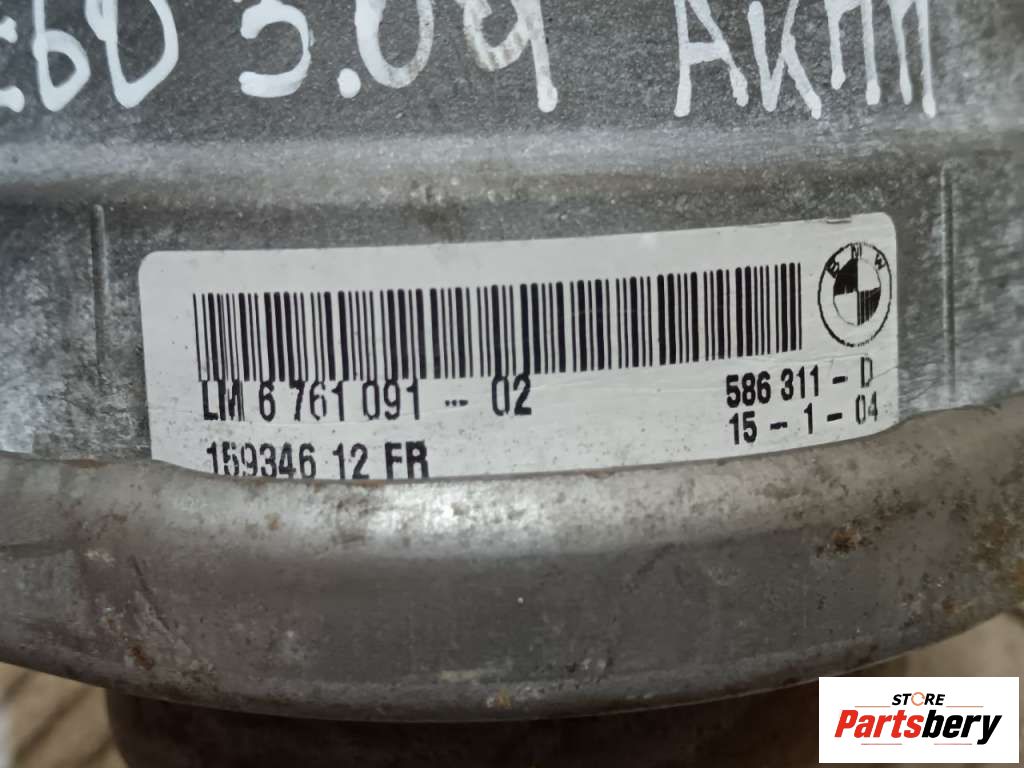 E60 3.0Ч АКПП
BMW
LM 6 761 091 -- 02
586 311 - D
15 - 1 - 04
159346 12 FR
STORE
Partsbery